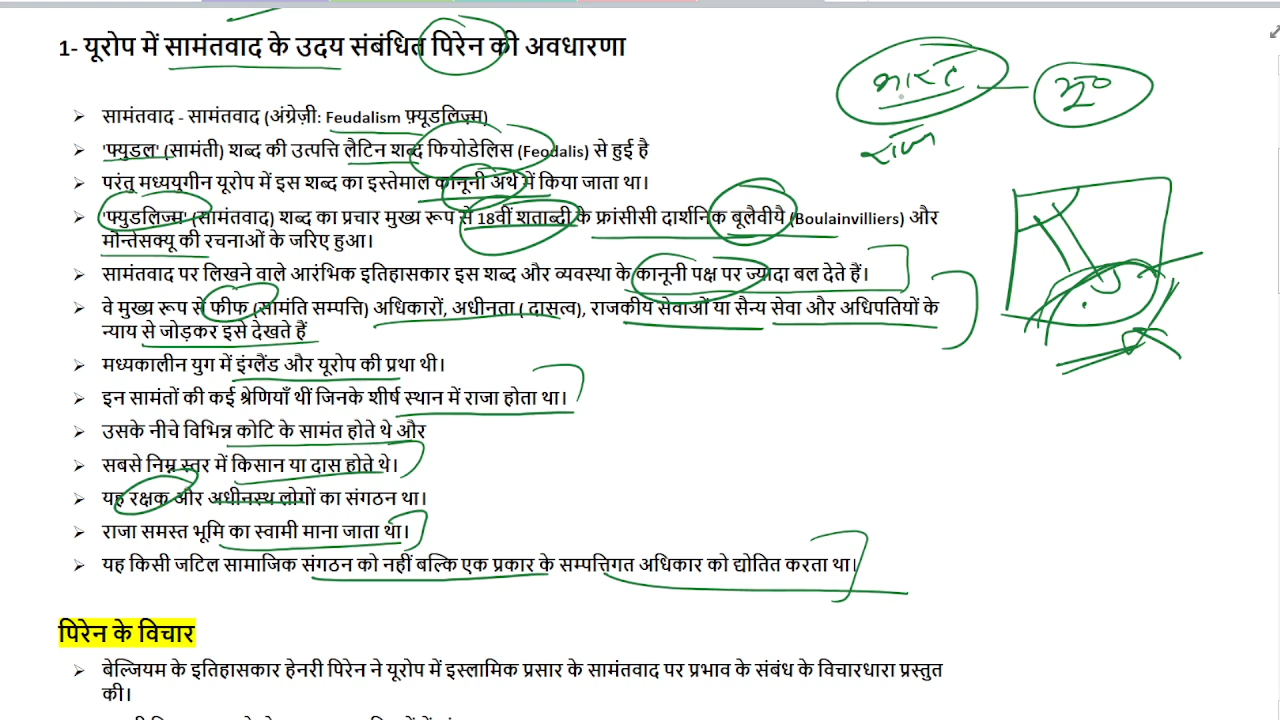 1- यूरोप में सामंतवाद के उदय संबंधित पिरेन की अवधारणा
भारत
यू०
राज
➢ सामंतवाद - सामंतवाद (अंग्रेज़ी: Feudalism फ़्यूडलिज़्म)
➢ 'फ्युडल' (सामंती) शब्द की उत्पत्ति लैटिन शब्द फियोडेलिस (Feodalis) से हुई है
➢ परंतु मध्ययुगीन यूरोप में इस शब्द का इस्तेमाल कानूनी अर्थ में किया जाता था।
➢ 'फ्युडलिज्म' (सामंतवाद) शब्द का प्रचार मुख्य रूप से 18वीं शताब्दी के फ्रांसीसी दार्शनिक बूलैवीयै (Boulainvilliers) और
मोन्तेसक्यू की रचनाओं के जरिए हुआ।
➢ सामंतवाद पर लिखने वाले आरंभिक इतिहासकार इस शब्द और व्यवस्था के कानूनी पक्ष पर ज्यादा बल देते हैं।
➢ वे मुख्य रूप से फीफ (सामंति सम्पत्ति) अधिकारों, अधीनता ( दासत्व), राजकीय सेवाओं या सैन्य सेवा और अधिपतियों के
न्याय से जोड़कर इसे देखते हैं
➢ मध्यकालीन युग में इंग्लैंड और यूरोप की प्रथा थी।
➢ इन सामंतों की कई श्रेणियाँ थीं जिनके शीर्ष स्थान में राजा होता था।
➢ उसके नीचे विभिन्न कोटि के सामंत होते थे और
➢ सबसे निम्न स्तर में किसान या दास होते थे।
➢ यह रक्षक और अधीनस्थ लोगों का संगठन था।
➢ राजा समस्त भूमि का स्वामी माना जाता था।
➢ यह किसी जटिल सामाजिक संगठन को नहीं बल्कि एक प्रकार के सम्पत्तिगत अधिकार को द्योतित करता था।
पिरेन के विचार
➢ बेल्जियम के इतिहासकार हेनरी पिरेन ने यूरोप में इस्लामिक प्रसार के सामंतवाद पर प्रभाव के संबंध के विचारधारा प्रस्तुत
की।